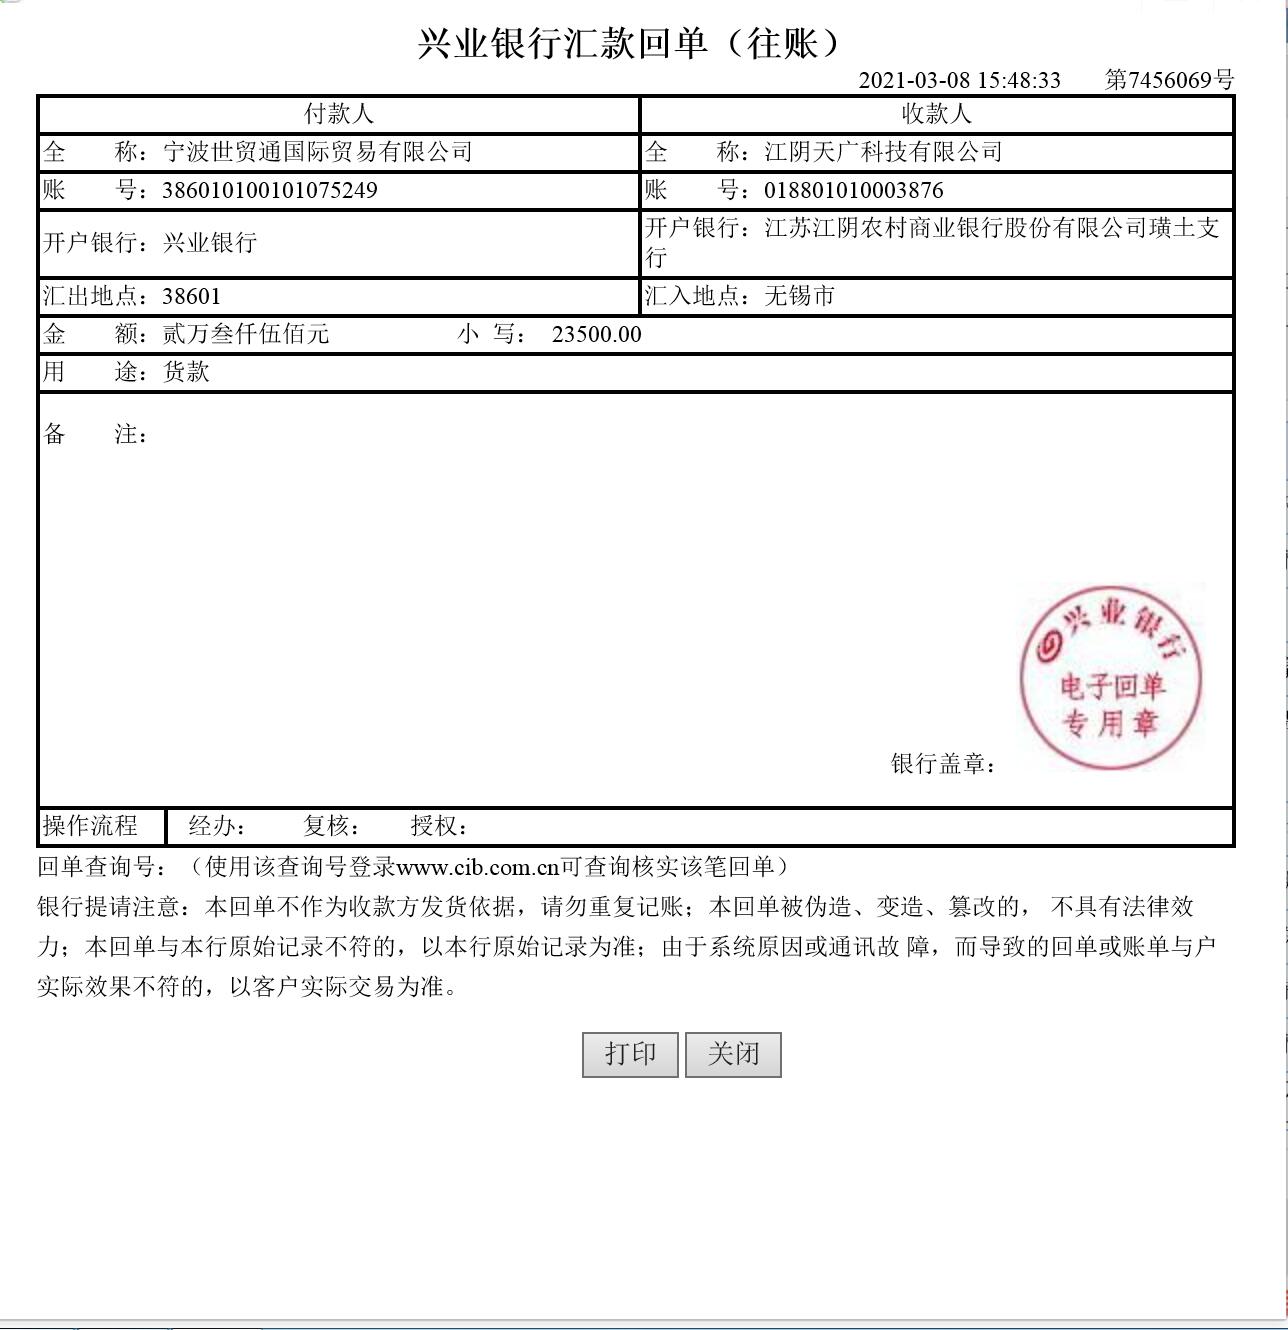 兴业银行汇款回单（往账）
2021-03-08 15:48:33 第7456069号
付款人 收款人
全 称：宁波世贸通国际贸易有限公司 全 称：江阴天广科技有限公司
账 号：386010100101075249 账 号：018801010003876
开户银行：兴业银行 开户银行：江苏江阴农村商业银行股份有限公司璜土支
行
汇出地点：38601 汇入地点：无锡市
金 额：贰万叁仟伍佰元 小 写： 23500.00
用 途：货款
备 注：
兴业银行
电子回单
专用章
银行盖章：
操作流程 经办： 复核： 授权：
回单查询号：（使用该查询号登录www.cib.com.cn可查询核实该笔回单）
银行提请注意：本回单不作为收款方发货依据，请勿重复记账；本回单被伪造、变造、篡改的， 不具有法律效
力；本回单与本行原始记录不符的，以本行原始记录为准；由于系统原因或通讯故 障，而导致的回单或账单与户
实际效果不符的，以客户实际交易为准。
打印 关闭